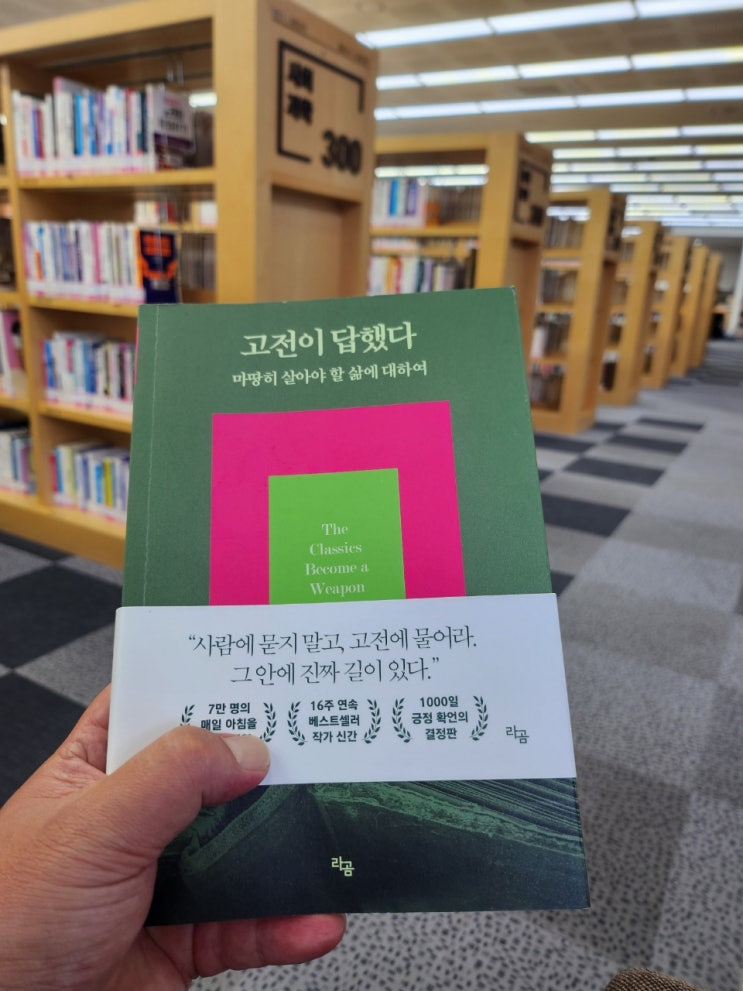 사회
과학
300
고전이 답했다
마땅히 살아야 할 삶에 대하여
The
Classics
Become a
Weapon
“사람에 묻지 말고, 고전에 물어라.
그 안에 진짜 길이 있다.”
7만 명의
매일 아침을
16주 연속
베스트셀러
작가 신간
1000일
긍정 확언의
결정판
라곰
라곰